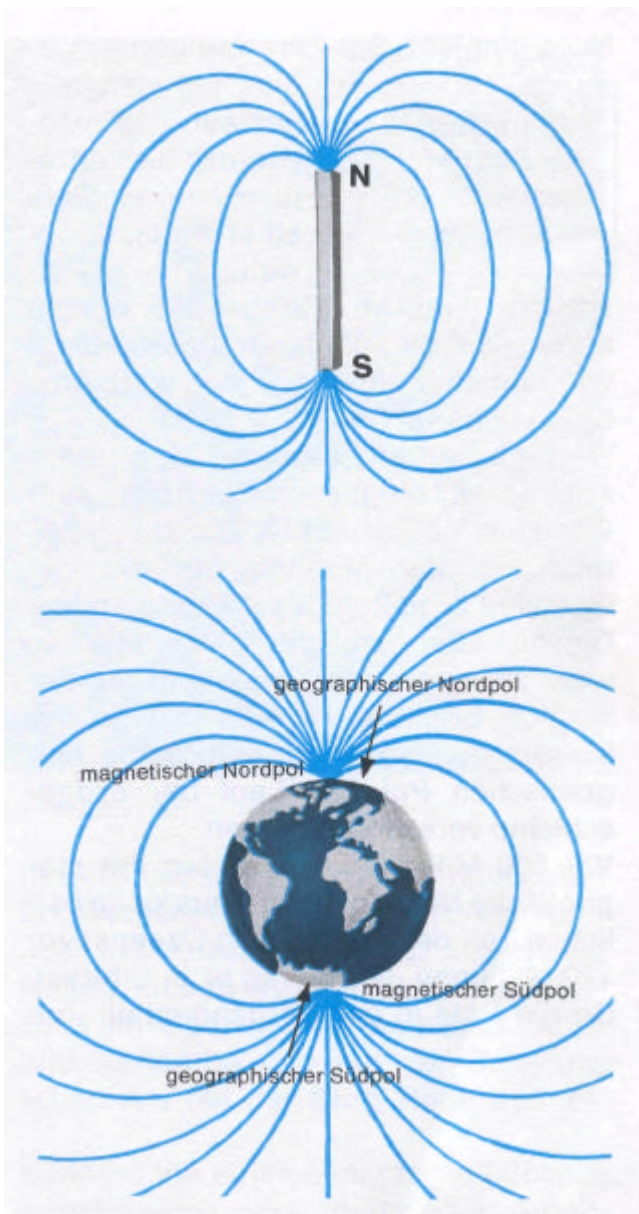 N
S
geographischer Nordpol
magnetischer Nordpol
magnetischer Südpol
geographischer Südpol